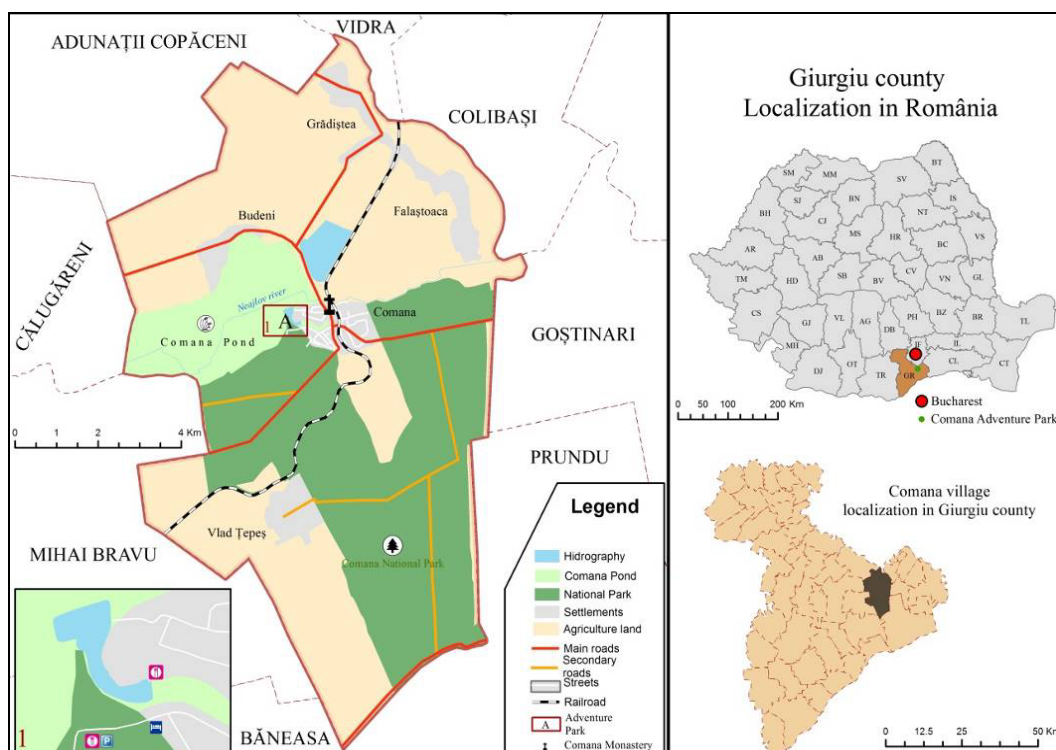 VIDRA
ADUNAȚII COPĂCENI
COLIBAȘI
Grădiștea
Falaștoaca
Budeni
CĂLUGĂRENI
Neajlov river
Comana
1 A
Comana Pond
GOȘTINARI
0 2 4 Km
PRUNDU
Vlad Țepeș
MIHAI BRAVU
Comana National Park
BĂNEASA
1
P
Legend
Hidrography
Comana Pond
National Park
Settlements
Agriculture land
Main roads
Secondary
roads
Streets
Railroad
A Adventure
Park
Comana Monastery
Giurgiu county
Localization in România
SM
MM
SV
BT
BH
SJ
CJ
BN
NT
IS
MS
HR
BC
VS
AR
AB
TM
HD
SB
BV
CV
VN
GL
CS
GJ
VL
AG
DB
PH
BZ
BR
TL
MH
DJ
OT
TR
GR
IF
IL
CL
CT
0 50 100 200 Km
Bucharest
Comana Adventure Park
Comana village
localization in Giurgiu county
0 12.5 25 50 Km